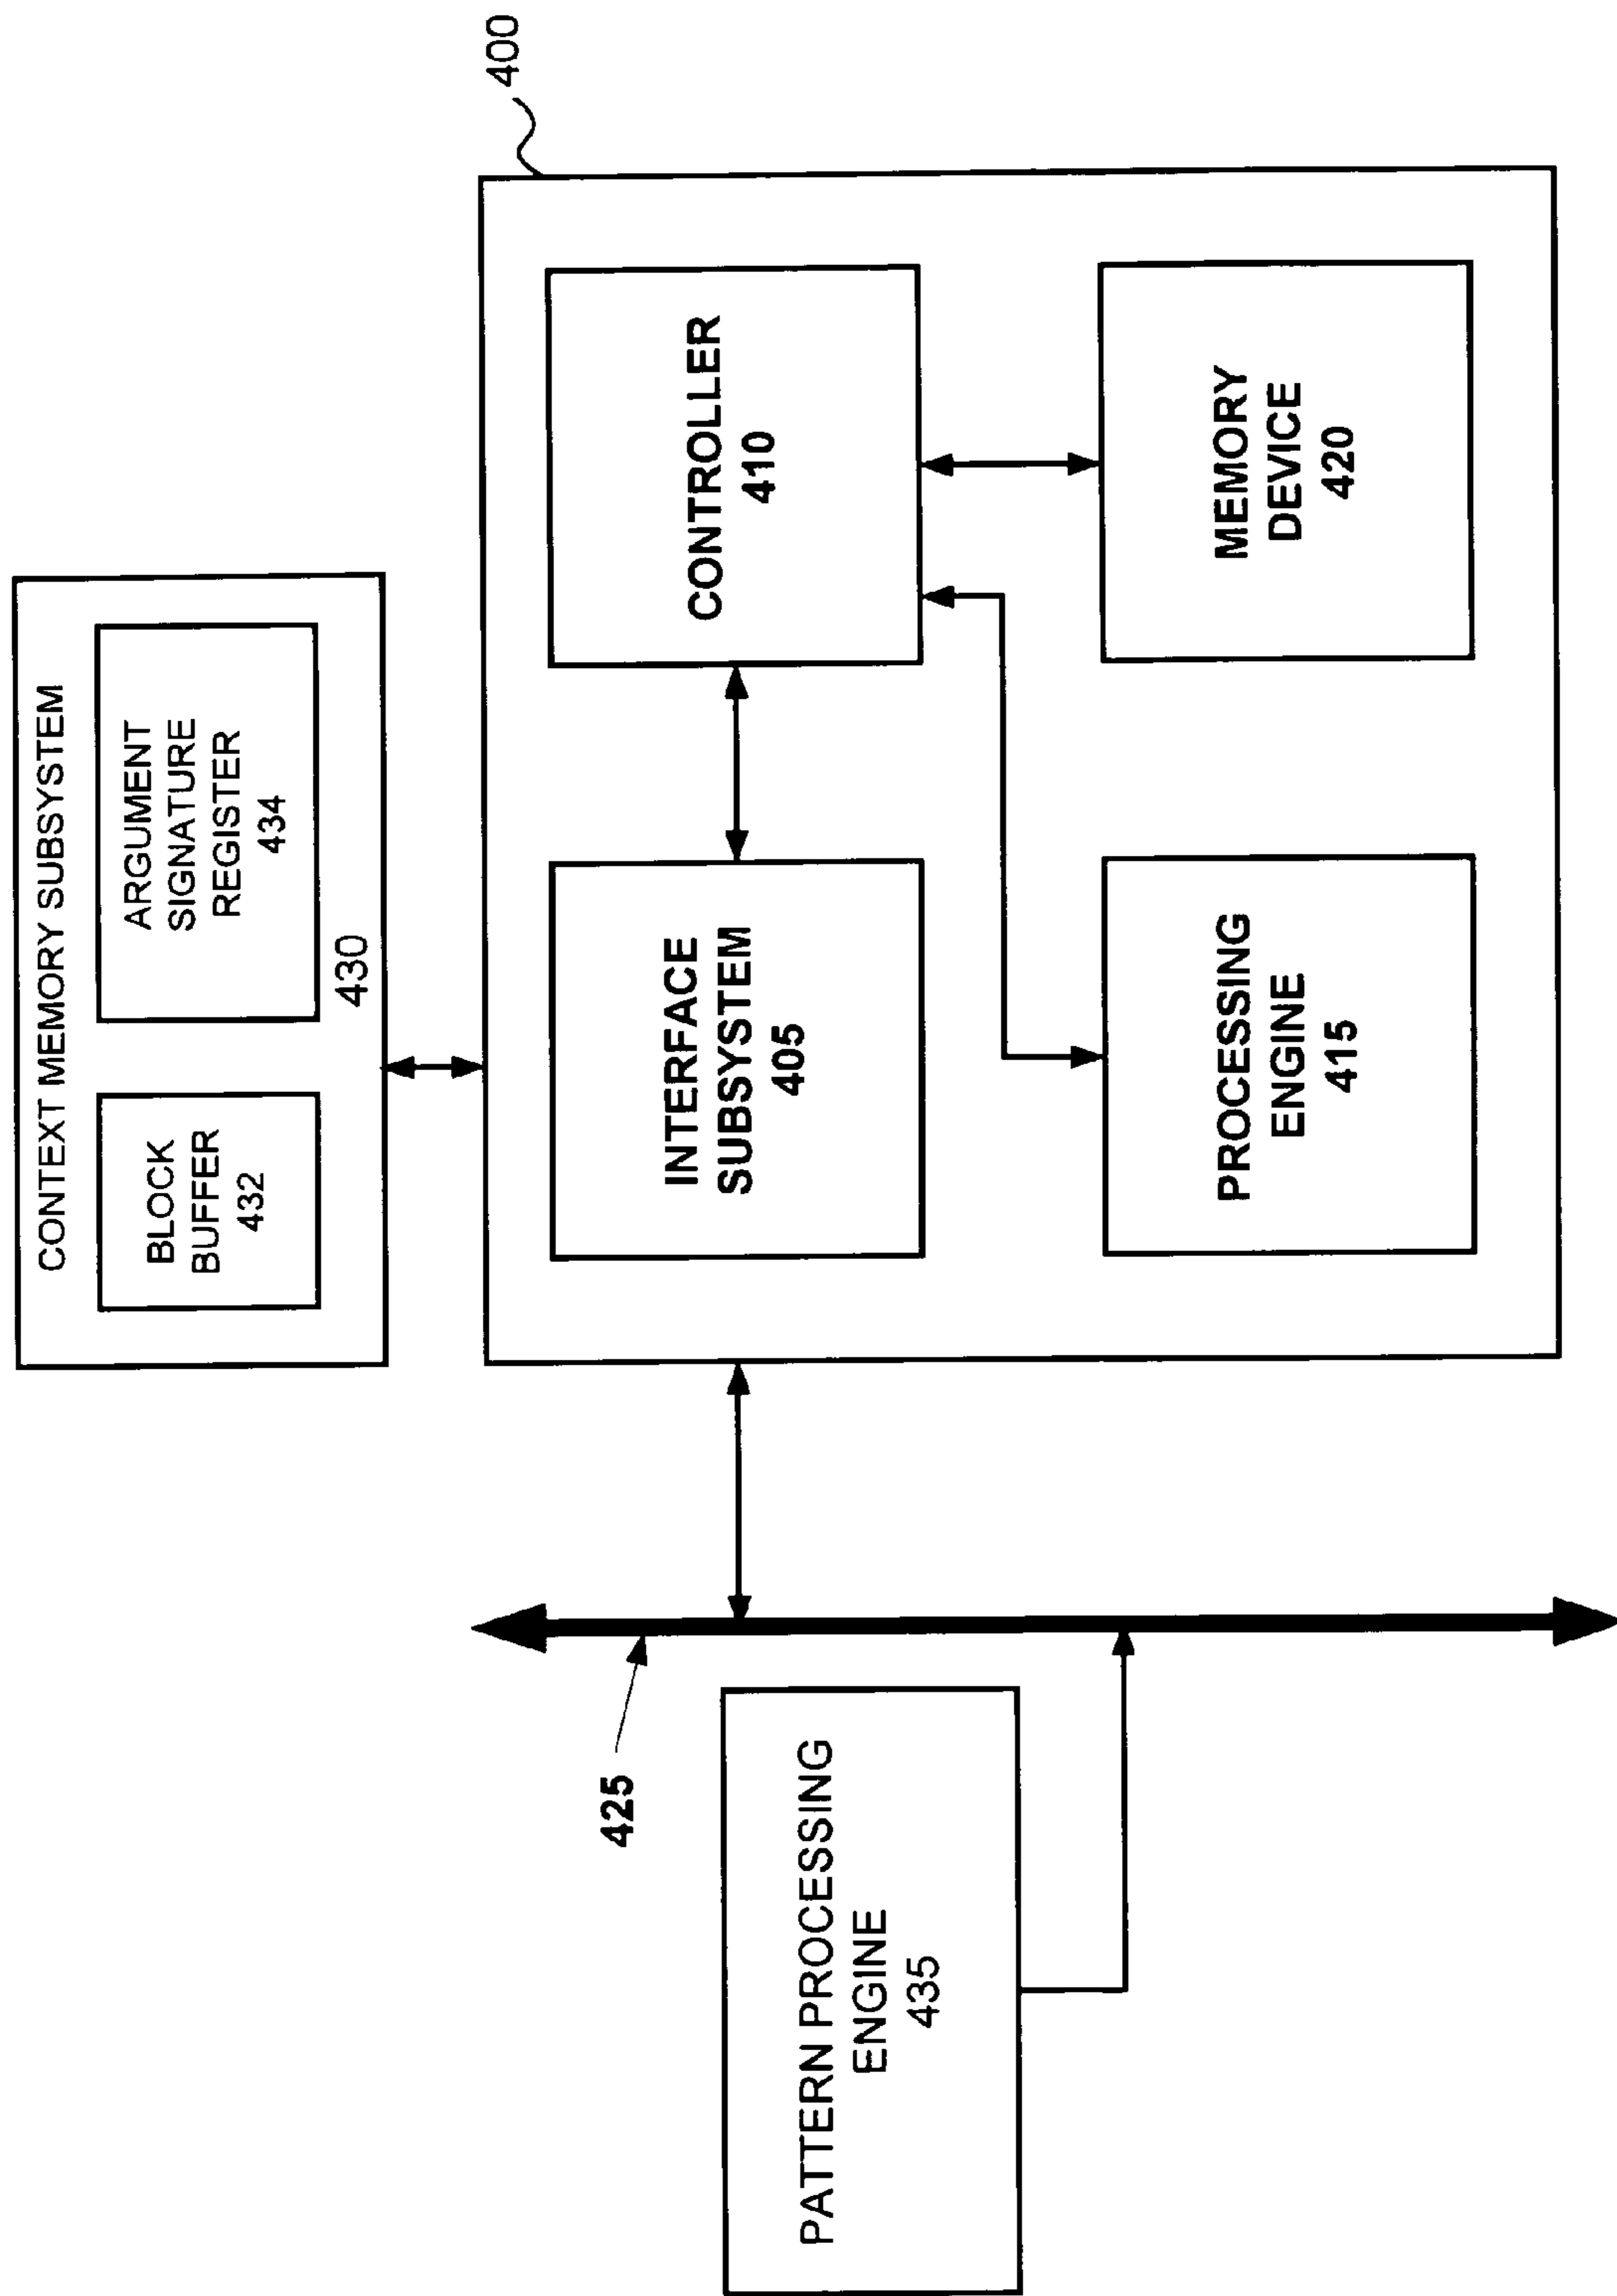 CONTEXT MEMORY SUBSYSTEM
BLOCK
BUFFER
432
ARGUMENT
SIGNATURE
REGISTER
434
430
400
INTERFACE
SUBSYSTEM
405
CONTROLLER
410
PROCESSING
ENGINE
415
MEMORY
DEVICE
420
425
PATTERN PROCESSING
ENGINE
435